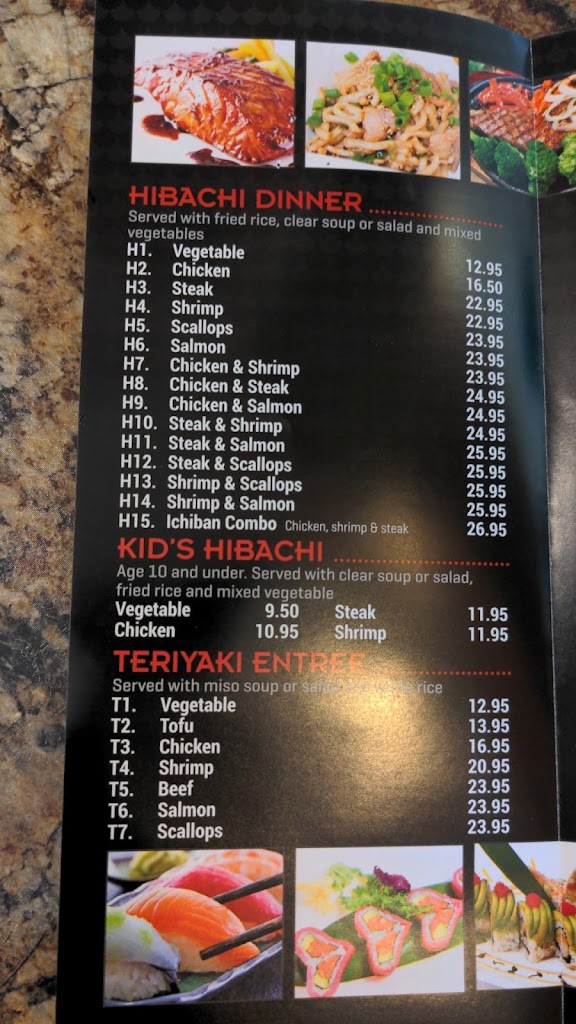 HIBACHI DINNER
Served with fried rice, clear soup or salad and mixed
vegetables
H1. Vegetable 12.95
H2. Chicken 16.50
H3. Steak 22.95
H4. Shrimp 22.95
H5. Scallops 23.95
H6. Salmon 23.95
H7. Chicken & Shrimp 23.95
H8. Chicken & Steak 24.95
H9. Chicken & Salmon 24.95
H10. Steak & Shrimp 24.95
H11. Steak & Salmon 25.95
H12. Steak & Scallops 25.95
H13. Shrimp & Scallops 25.95
H14. Shrimp & Salmon 25.95
H15. Ichiban Combo Chicken, shrimp & steak 26.95
KID'S HIBACHI
Age 10 and under. Served with clear soup or salad,
fried rice and mixed vegetable
Vegetable 9.50 Steak 11.95
Chicken 10.95 Shrimp 11.95
TERIYAKI ENTREE
Served with miso soup or salad rice
T1. Vegetable 12.95
T2. Tofu 13.95
T3. Chicken 16.95
T4. Shrimp 20.95
T5. Beef 23.95
T6. Salmon 23.95
T7. Scallops 23.95